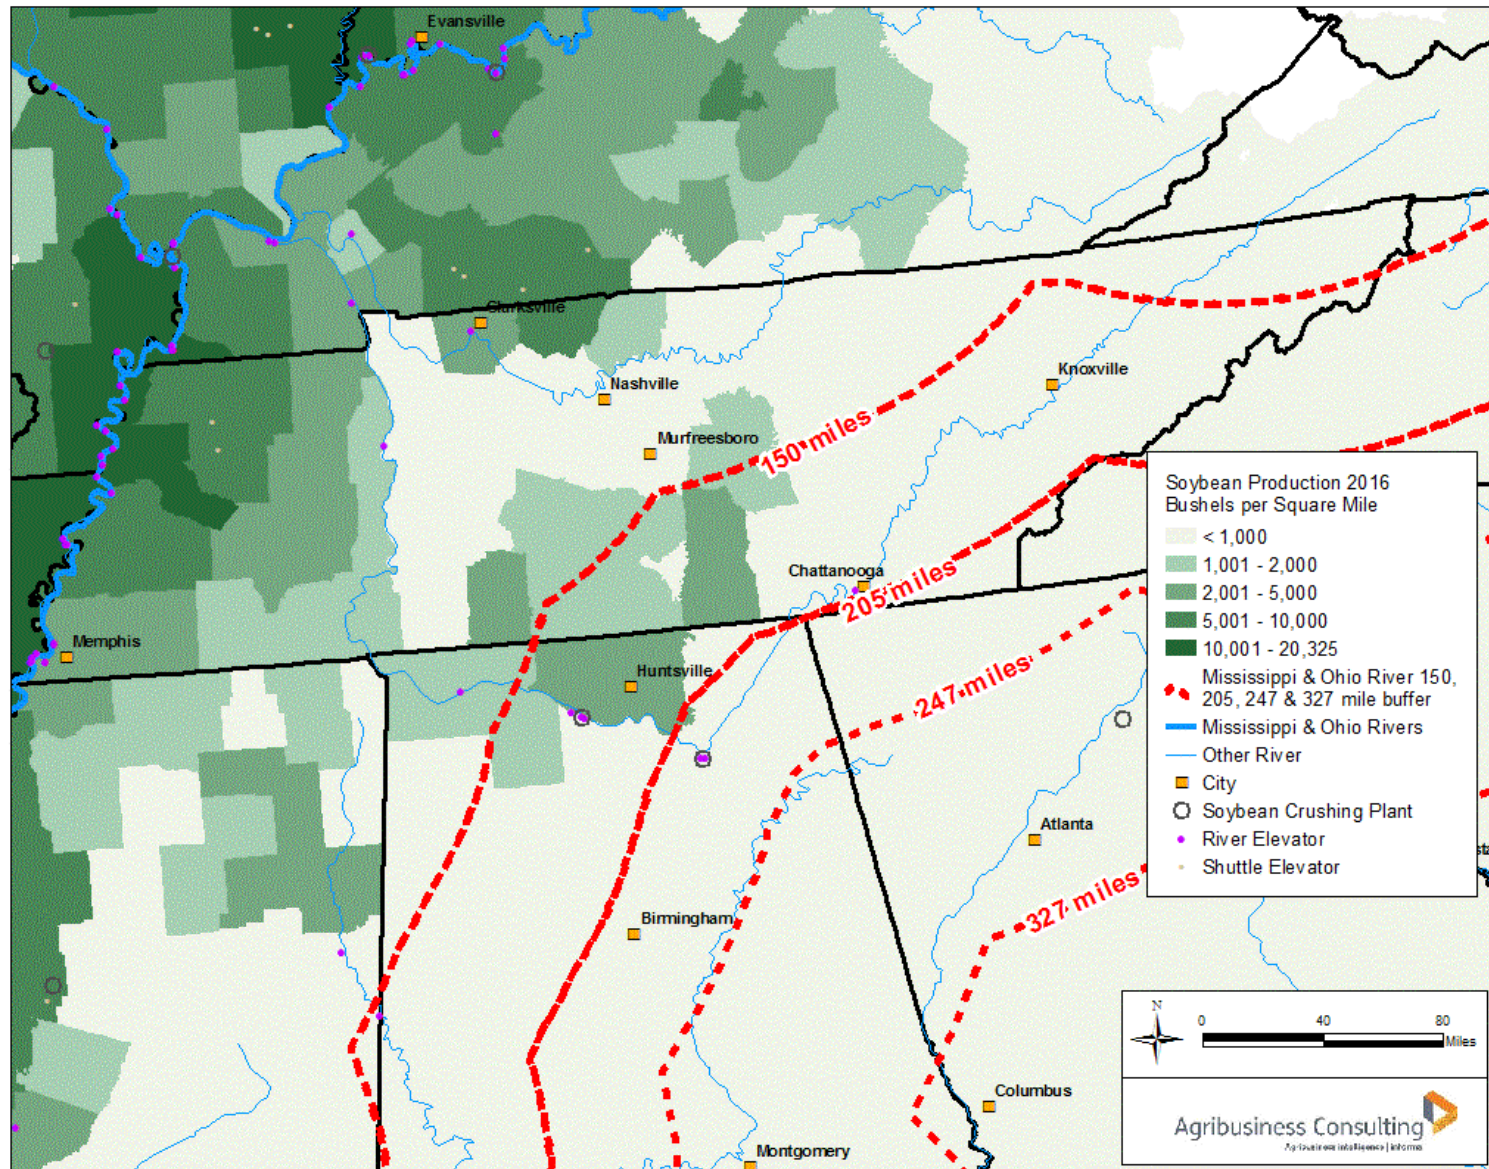 Evansville
Clarksville
Nashville
Knoxville
Murfreesboro
150 miles
Chattanooga
205 miles
Memphis
Huntsville
247 miles
Atlanta
Birmingham
327 miles
Columbus
Montgomery
Soybean Production 2016
Bushels per Square Mile
< 1,000
1,001 - 2,000
2,001 - 5,000
5,001 - 10,000
10,001 - 20,325
Mississippi & Ohio River 150,
205, 247 & 327 mile buffer
Mississippi & Ohio Rivers
Other River
City
Soybean Crushing Plant
River Elevator
Shuttle Elevator
N
0 40 80
Miles
Agribusiness Consulting
Agribusiness intelligence | informa